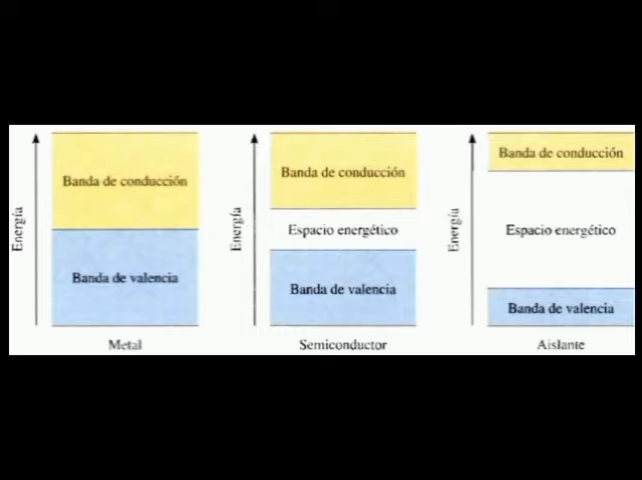 Energía
Banda de conducción
Banda de valencia
Metal
Energía
Banda de conducción
Espacio energético
Banda de valencia
Semiconductor
Energía
Banda de conducción
Espacio energético
Banda de valencia
Aislante